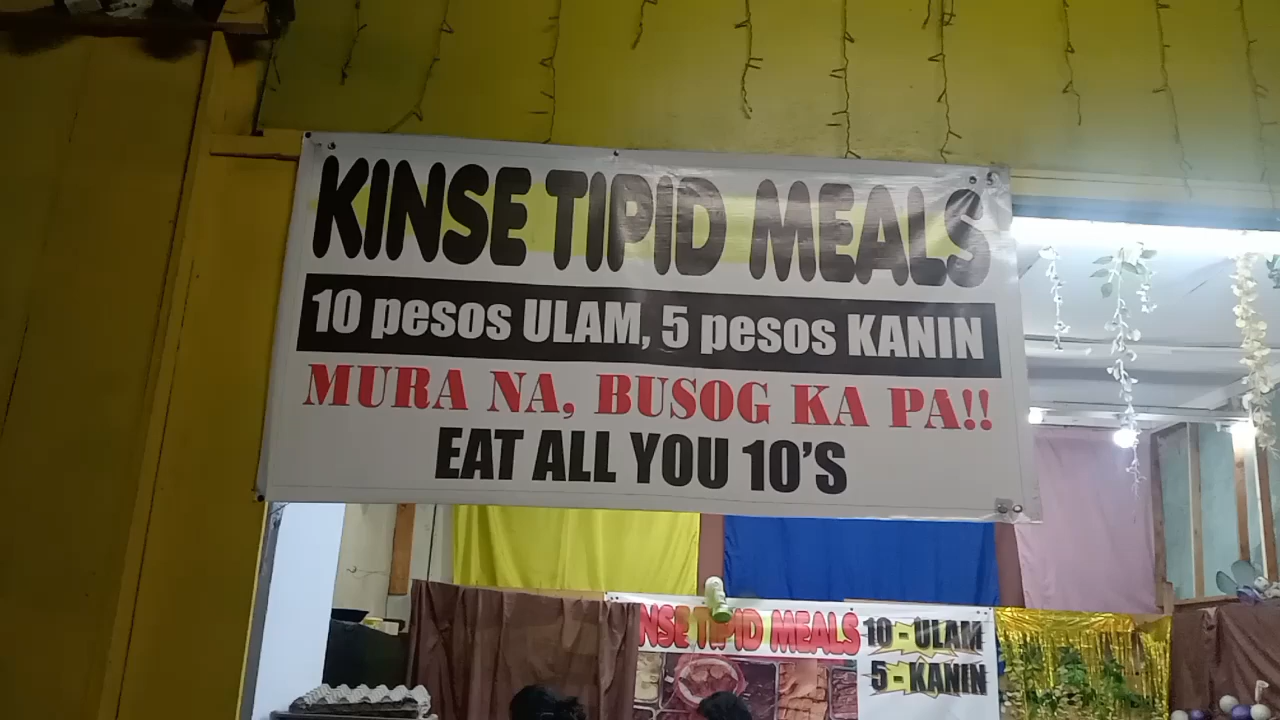 KINSE TIPID MEALS
10 pesos ULAM, 5 pesos KANIN
MURA NA, BUSOG KA PA!!
EAT ALL YOU 10'S
TIPID MEALS
10 - ULAM
5 - KANIN